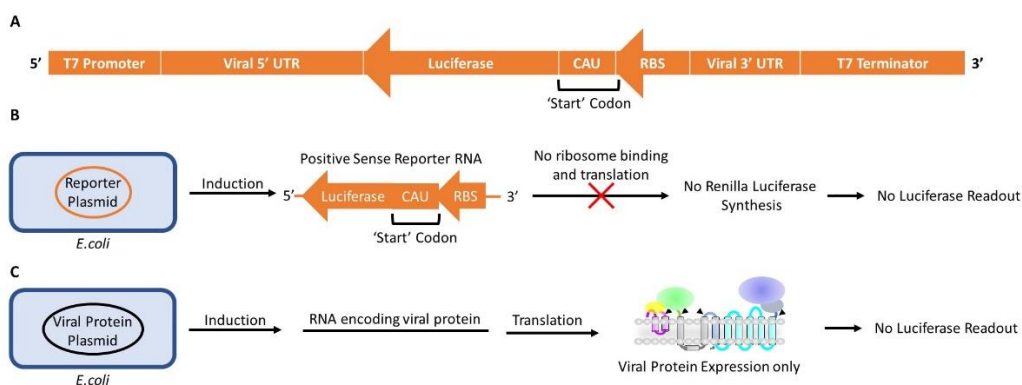 A
5’ T7 Promoter Viral 5’ UTR Luciferase CAU RBS Viral 3’ UTR T7 Terminator 3’
‘Start’ Codon
B
Reporter
Plasmid
E.coli
Induction
Positive Sense Reporter RNA
5’ Luciferase CAU RBS 3’
‘Start’ Codon
No ribosome binding
and translation
No Renilla Luciferase
Synthesis
No Luciferase Readout
C
Viral Protein
Plasmid
E.coli
Induction
RNA encoding viral protein
Translation
Viral Protein Expression only
No Luciferase Readout